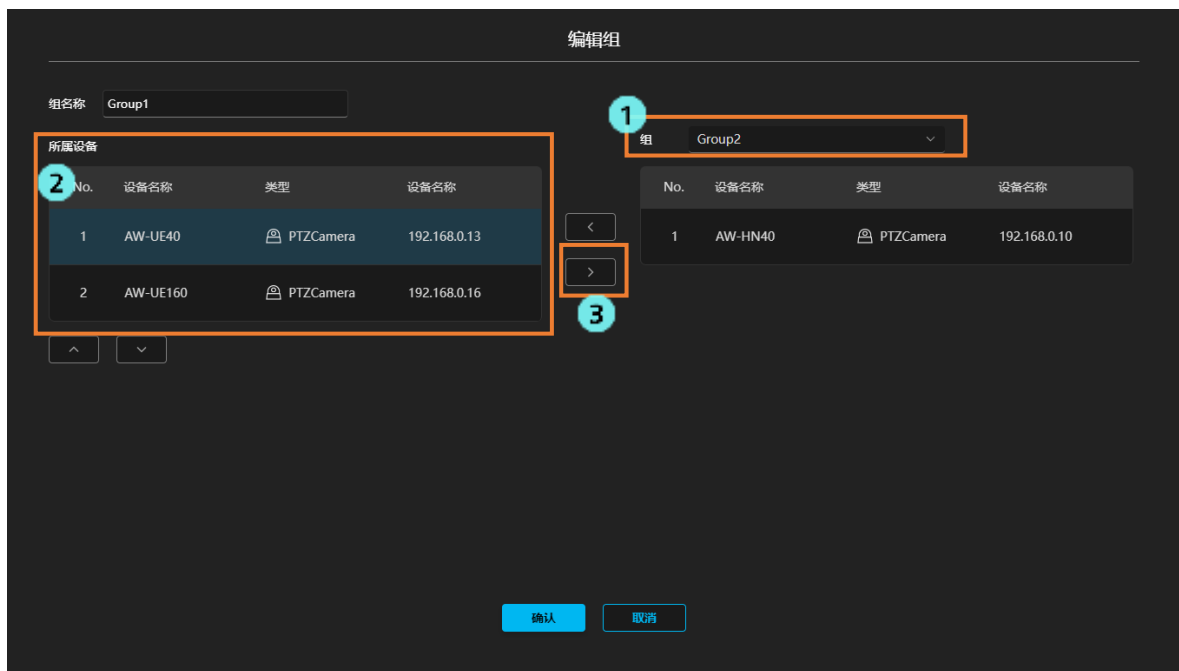 编辑组
组名称 Group1
1
组 Group2
所属设备
2
No. 设备名称 类型 设备名称
1 AW-UE40 PTZCamera 192.168.0.13
2 AW-UE160 PTZCamera 192.168.0.16
3
No. 设备名称 类型 设备名称
1 AW-HN40 PTZCamera 192.168.0.10
确认 取消